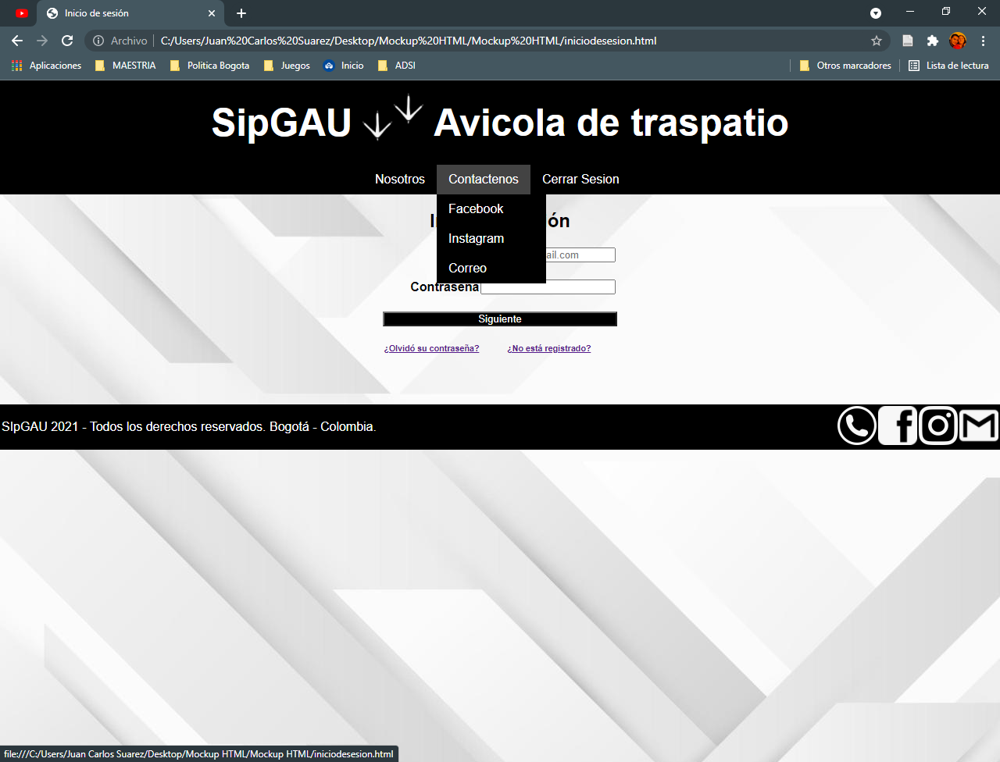 Inicio de sesión
Archivo C:/Users/Juan%20Carlos%20Suarez/Desktop/Mockup%20HTML/Mockup%20HTML/iniciodesesion.html
Aplicaciones MAESTRIA Politica Bogota Juegos Inicio ADSI Otros marcadores Lista de lectura
SipGAU Avicola de traspatio
Nosotros Contactenos Cerrar Sesion
Facebook
ón
Instagram
ail.com
Correo
Contraseña
Siguiente
¿Olvidó su contraseña? ¿No está registrado?
SIpGAU 2021 - Todos los derechos reservados. Bogotá - Colombia.
file:///C:/Users/Juan Carlos Suarez/Desktop/Mockup HTML/Mockup HTML/iniciodesesion.html